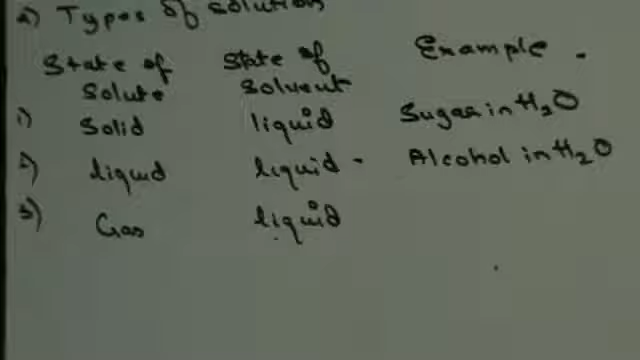 a) Types of solution
State of Solute State of Solvent Example .
1) Solid liquid Sugar in H2O
2) liquid liquid - Alcohol in H2O
3) Gas liquid